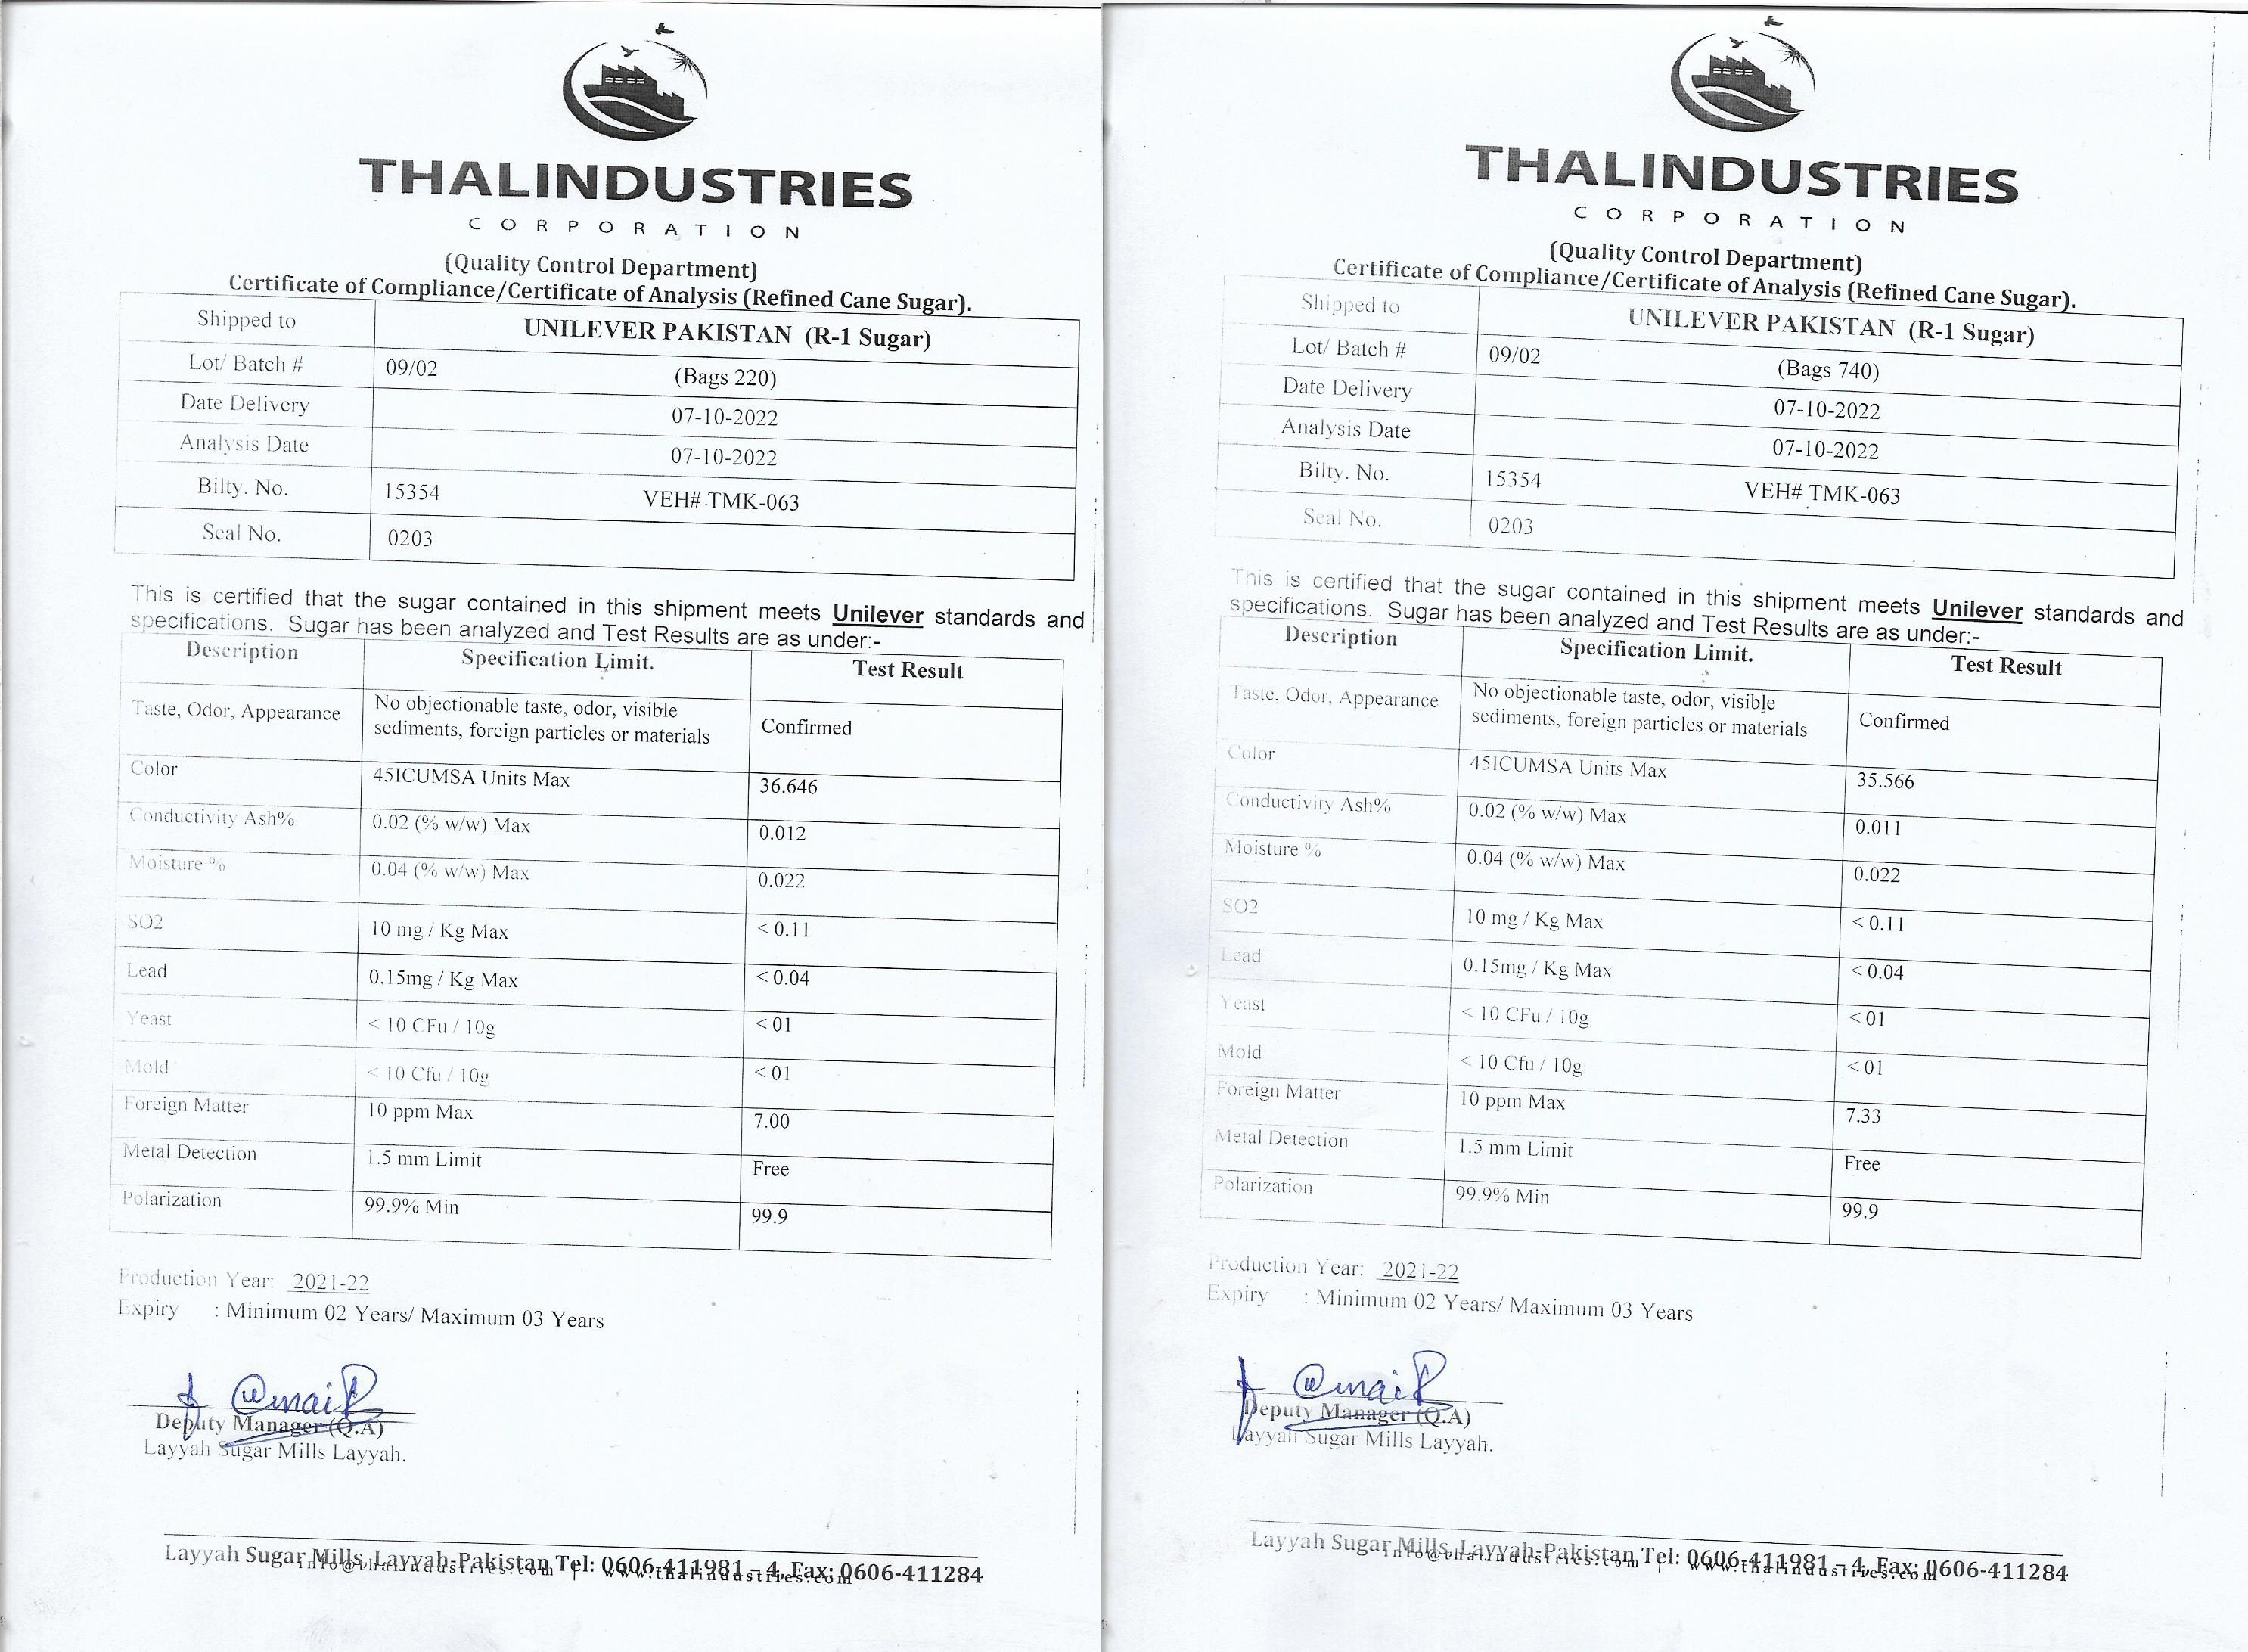 THALINDUSTRIES
CORPORATION
(Quality Control Department)
Certificate of Compliance/Certificate of Analysis (Refined Cane Sugar).
Shipped to UNILEVER PAKISTAN (R-1 Sugar)
Lot/ Batch # 09/02 (Bags 220)
Date Delivery 07-10-2022
Analysis Date 07-10-2022
Bilty. No. 15354 VEH# TMK-063
Seal No. 0203
This is certified that the sugar contained in this shipment meets Unilever standards and
specifications. Sugar has been analyzed and Test Results are as under:-
Description Specification Limit. Test Result
Taste, Odor, Appearance No objectionable taste, odor, visible
sediments, foreign particles or materials Confirmed
Color 45ICUMSA Units Max 36.646
Conductivity Ash% 0.02 (% w/w) Max 0.012
Moisture % 0.04 (% w/w) Max 0.022
SO2 10 mg / Kg Max < 0.11
Lead 0.15mg / Kg Max < 0.04
Yeast < 10 CFu / 10g < 01
Mold < 10 Cfu / 10g < 01
Foreign Matter 10 ppm Max 7.00
Metal Detection 1.5 mm Limit Free
Polarization 99.9% Min 99.9
Production Year: 2021-22
Expiry : Minimum 02 Years/ Maximum 03 Years
Deputy Manager (Q.A)
Layyah Sugar Mills Layyah.
Layyah Sugar Mills, Layyah-Pakistan Tel: 0606-411981 – 4, Fax: 0606-411284
info@thalindustries.com | www.thalindustries.com
THALINDUSTRIES
CORPORATION
(Quality Control Department)
Certificate of Compliance/Certificate of Analysis (Refined Cane Sugar).
Shipped to UNILEVER PAKISTAN (R-1 Sugar)
Lot/ Batch # 09/02 (Bags 740)
Date Delivery 07-10-2022
Analysis Date 07-10-2022
Bilty. No. 15354 VEH# TMK-063
Seal No. 0203
This is certified that the sugar contained in this shipment meets Unilever standards and
specifications. Sugar has been analyzed and Test Results are as under:-
Description Specification Limit. Test Result
Taste, Odor, Appearance No objectionable taste, odor, visible
sediments, foreign particles or materials Confirmed
Color 45ICUMSA Units Max 35.566
Conductivity Ash% 0.02 (% w/w) Max 0.011
Moisture % 0.04 (% w/w) Max 0.022
SO2 10 mg / Kg Max < 0.11
Lead 0.15mg / Kg Max < 0.04
Yeast < 10 CFu / 10g < 01
Mold < 10 Cfu / 10g < 01
Foreign Matter 10 ppm Max 7.33
Metal Detection 1.5 mm Limit Free
Polarization 99.9% Min 99.9
Production Year: 2021-22
Expiry : Minimum 02 Years/ Maximum 03 Years
Deputy Manager (Q.A)
Layyah Sugar Mills Layyah.
Layyah Sugar Mills, Layyah-Pakistan Tel: 0606-411981 – 4, Fax: 0606-411284
info@thalindustries.com | www.thalindustries.com